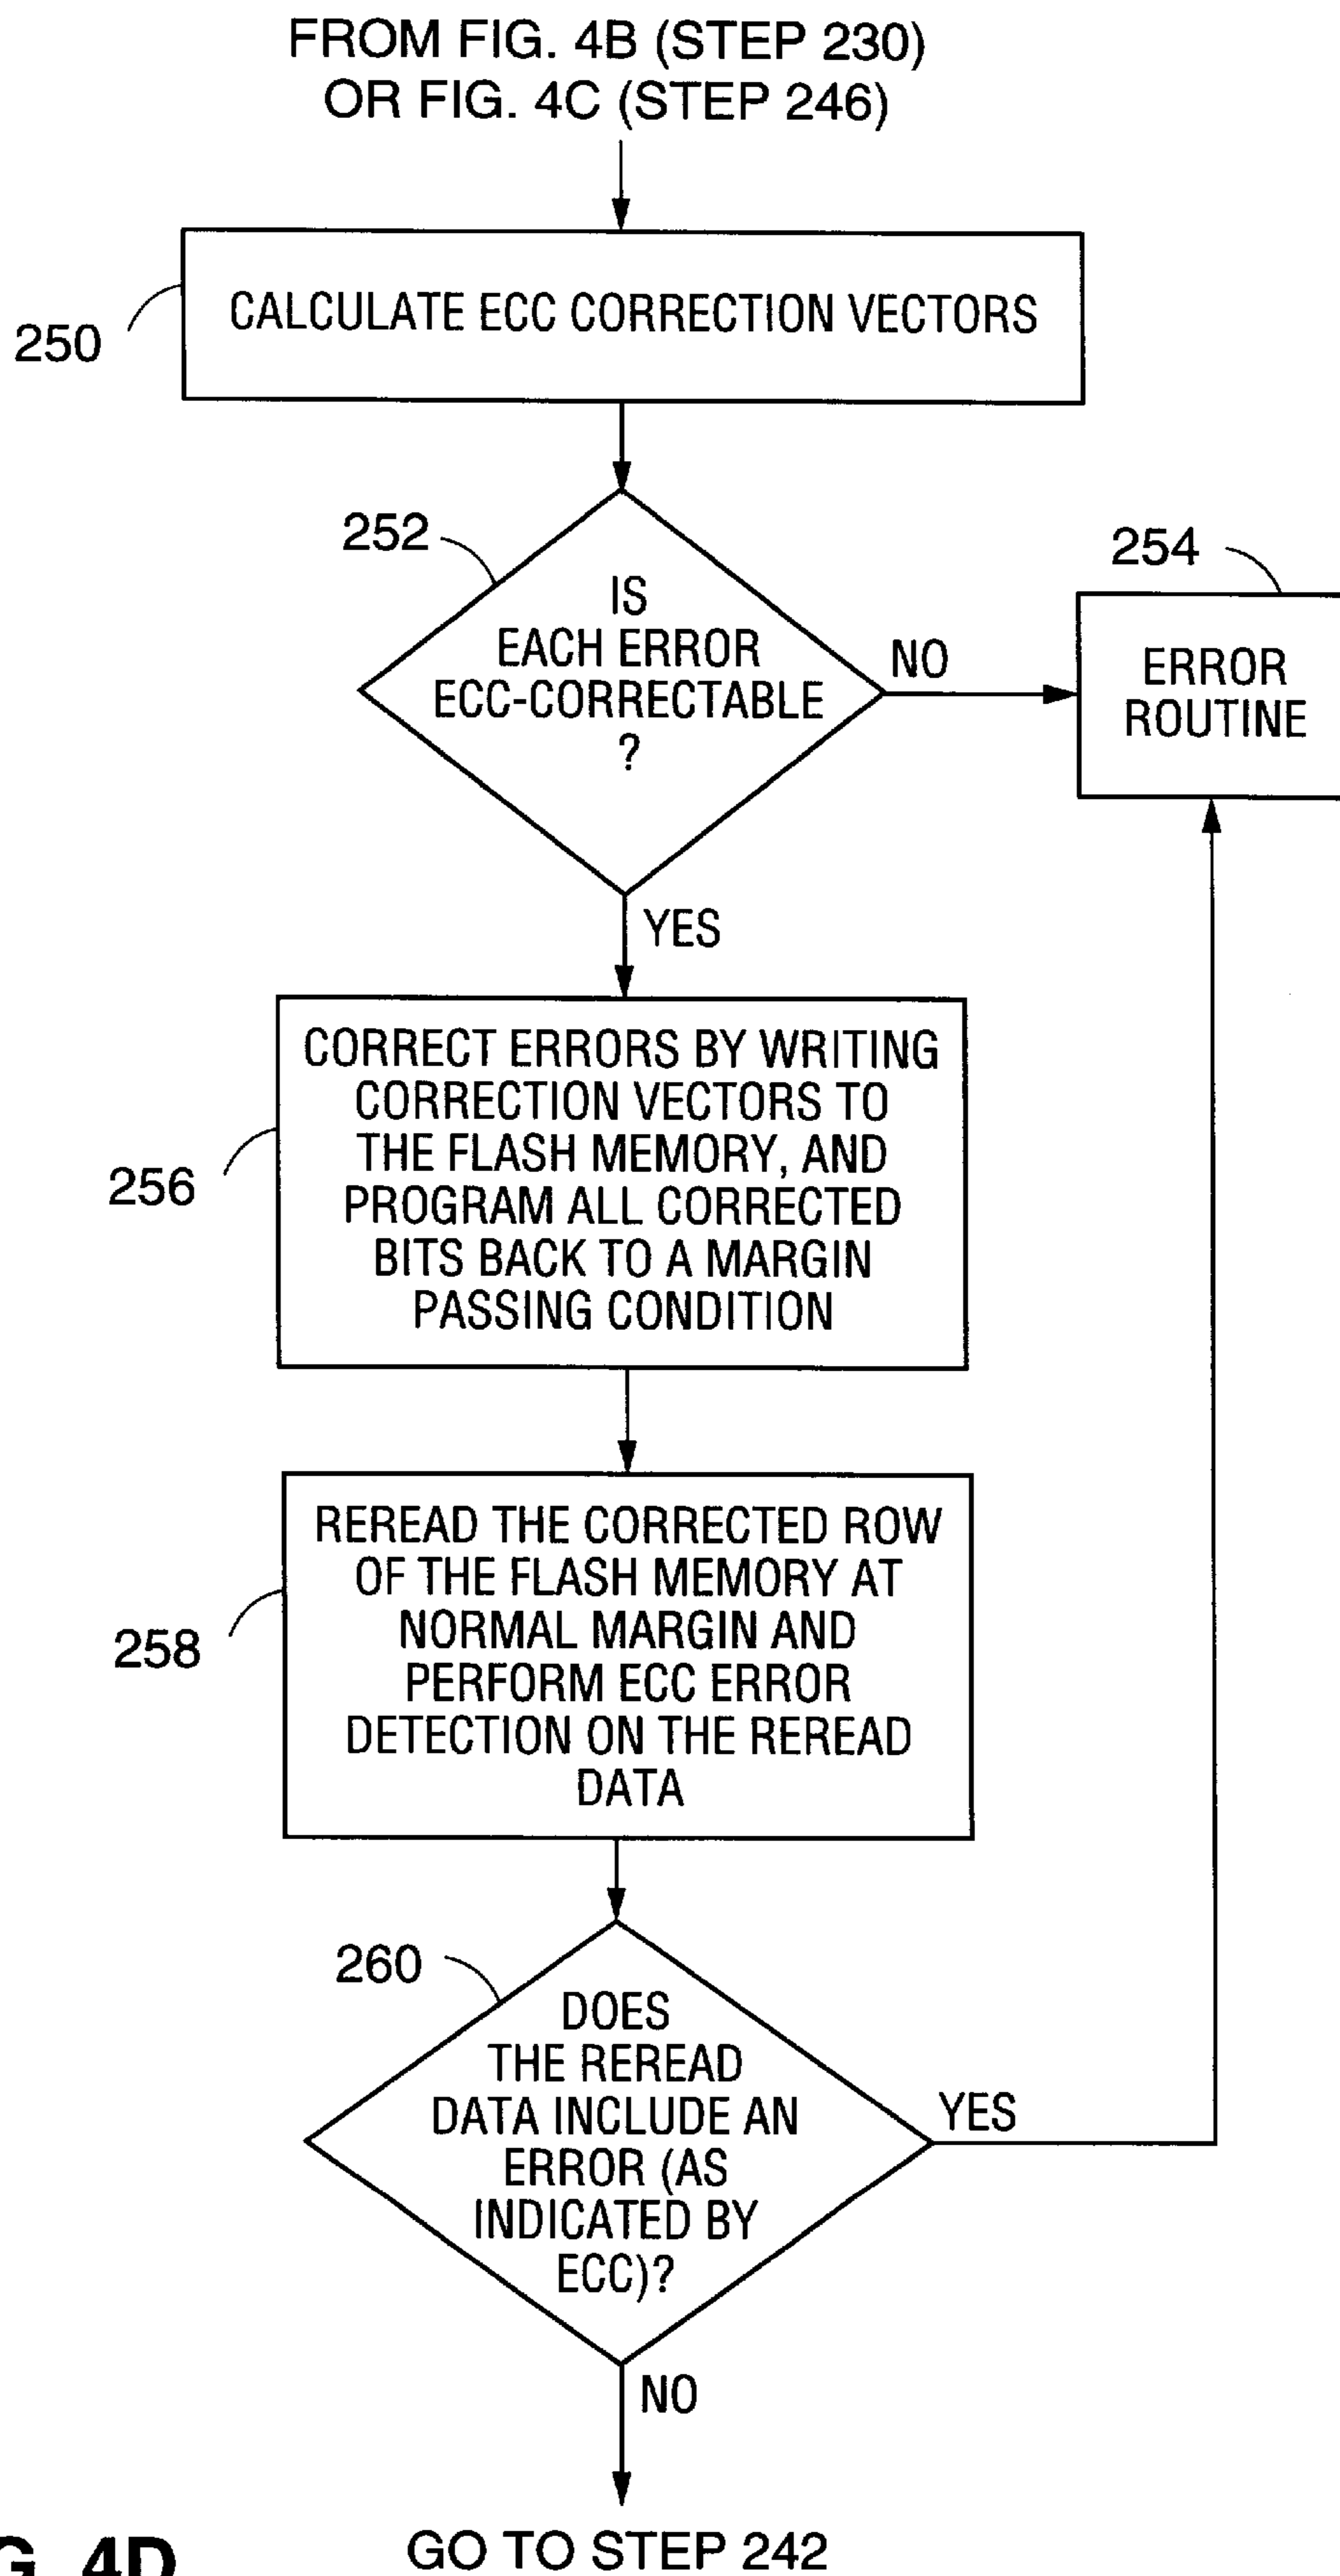 FROM FIG. 4B (STEP 230)
OR FIG. 4C (STEP 246)
CALCULATE ECC CORRECTION VECTORS
250
252
IS
EACH ERROR
ECC-CORRECTABLE
?
NO
254
ERROR
ROUTINE
YES
CORRECT ERRORS BY WRITING
CORRECTION VECTORS TO
THE FLASH MEMORY, AND
PROGRAM ALL CORRECTED
BITS BACK TO A MARGIN
PASSING CONDITION
256
REREAD THE CORRECTED ROW
OF THE FLASH MEMORY AT
NORMAL MARGIN AND
PERFORM ECC ERROR
DETECTION ON THE REREAD
DATA
258
260
DOES
THE REREAD
DATA INCLUDE AN
ERROR (AS
INDICATED BY
ECC)?
YES
NO
GO TO STEP 242
G. 4D